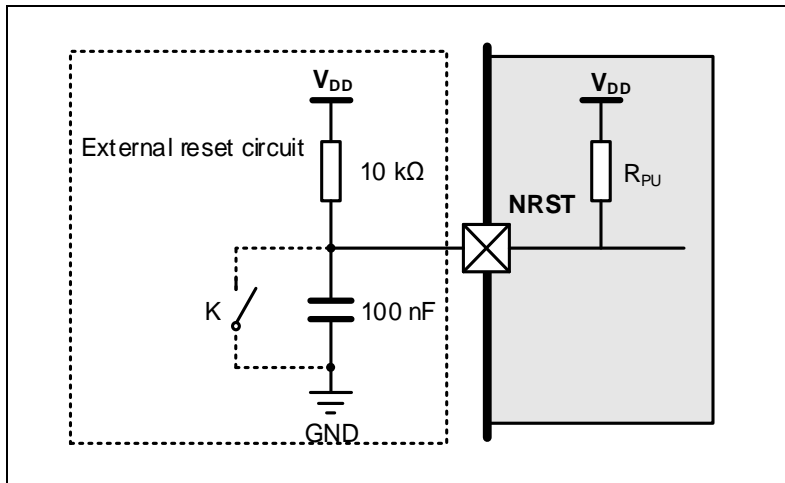 V_DD
V_DD
External reset circuit
10 kΩ
R_PU
NRST
K
100 nF
GND